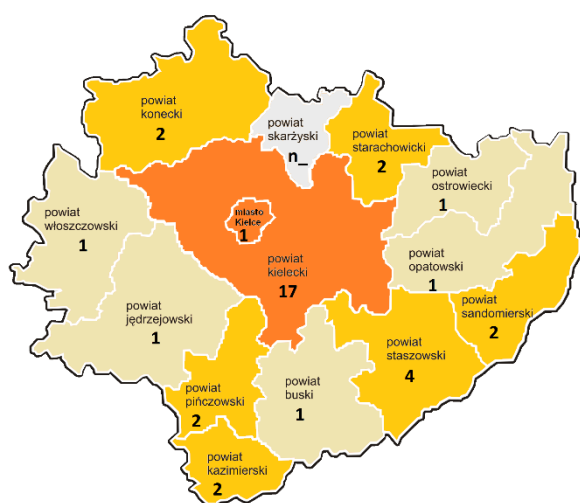 powiat
konecki
2
powiat
skarżyski
n_
powiat
starachowicki
2
powiat
ostrowiecki
1
powiat
włoszczowski
1
miasto
Kielce
1
powiat
kielecki
17
powiat
opatowski
1
powiat
sandomierski
2
powiat
jędrzejowski
1
powiat
staszowski
4
powiat
pińczowski
2
powiat
buski
1
powiat
kazimierski
2